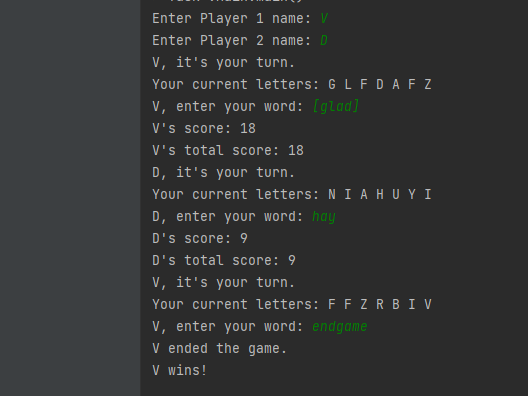 Enter Player 1 name: V
Enter Player 2 name: D
V, it's your turn.
Your current letters: G L F D A F Z
V, enter your word: [glad]
V's score: 18
V's total score: 18
D, it's your turn.
Your current letters: N I A H U Y I
D, enter your word: hay
D's score: 9
D's total score: 9
V, it's your turn.
Your current letters: F F Z R B I V
V, enter your word: endgame
V ended the game.
V wins!